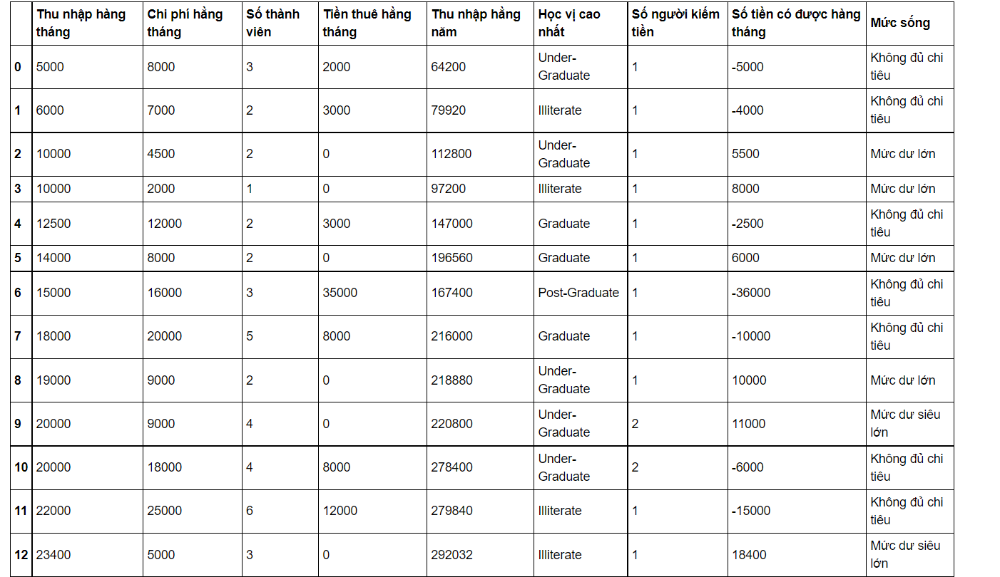 Thu nhập hàng tháng Chi phí hằng tháng Số thành viên Tiền thuê hằng tháng Thu nhập hằng năm Học vị cao nhất Số người kiếm tiền Số tiền có được hàng tháng Mức sống
0 5000 8000 3 2000 64200 Under-Graduate 1 -5000 Không đủ chi tiêu
1 6000 7000 2 3000 79920 Illiterate 1 -4000 Không đủ chi tiêu
2 10000 4500 2 0 112800 Under-Graduate 1 5500 Mức dư lớn
3 10000 2000 1 0 97200 Illiterate 1 8000 Mức dư lớn
4 12500 12000 2 3000 147000 Graduate 1 -2500 Không đủ chi tiêu
5 14000 8000 2 0 196560 Graduate 1 6000 Mức dư lớn
6 15000 16000 3 35000 167400 Post-Graduate 1 -36000 Không đủ chi tiêu
7 18000 20000 5 8000 216000 Graduate 1 -10000 Không đủ chi tiêu
8 19000 9000 2 0 218880 Under-Graduate 1 10000 Mức dư lớn
9 20000 9000 4 0 220800 Under-Graduate 2 11000 Mức dư siêu lớn
10 20000 18000 4 8000 278400 Under-Graduate 2 -6000 Không đủ chi tiêu
11 22000 25000 6 12000 279840 Illiterate 1 -15000 Không đủ chi tiêu
12 23400 5000 3 0 292032 Illiterate 1 18400 Mức dư siêu lớn